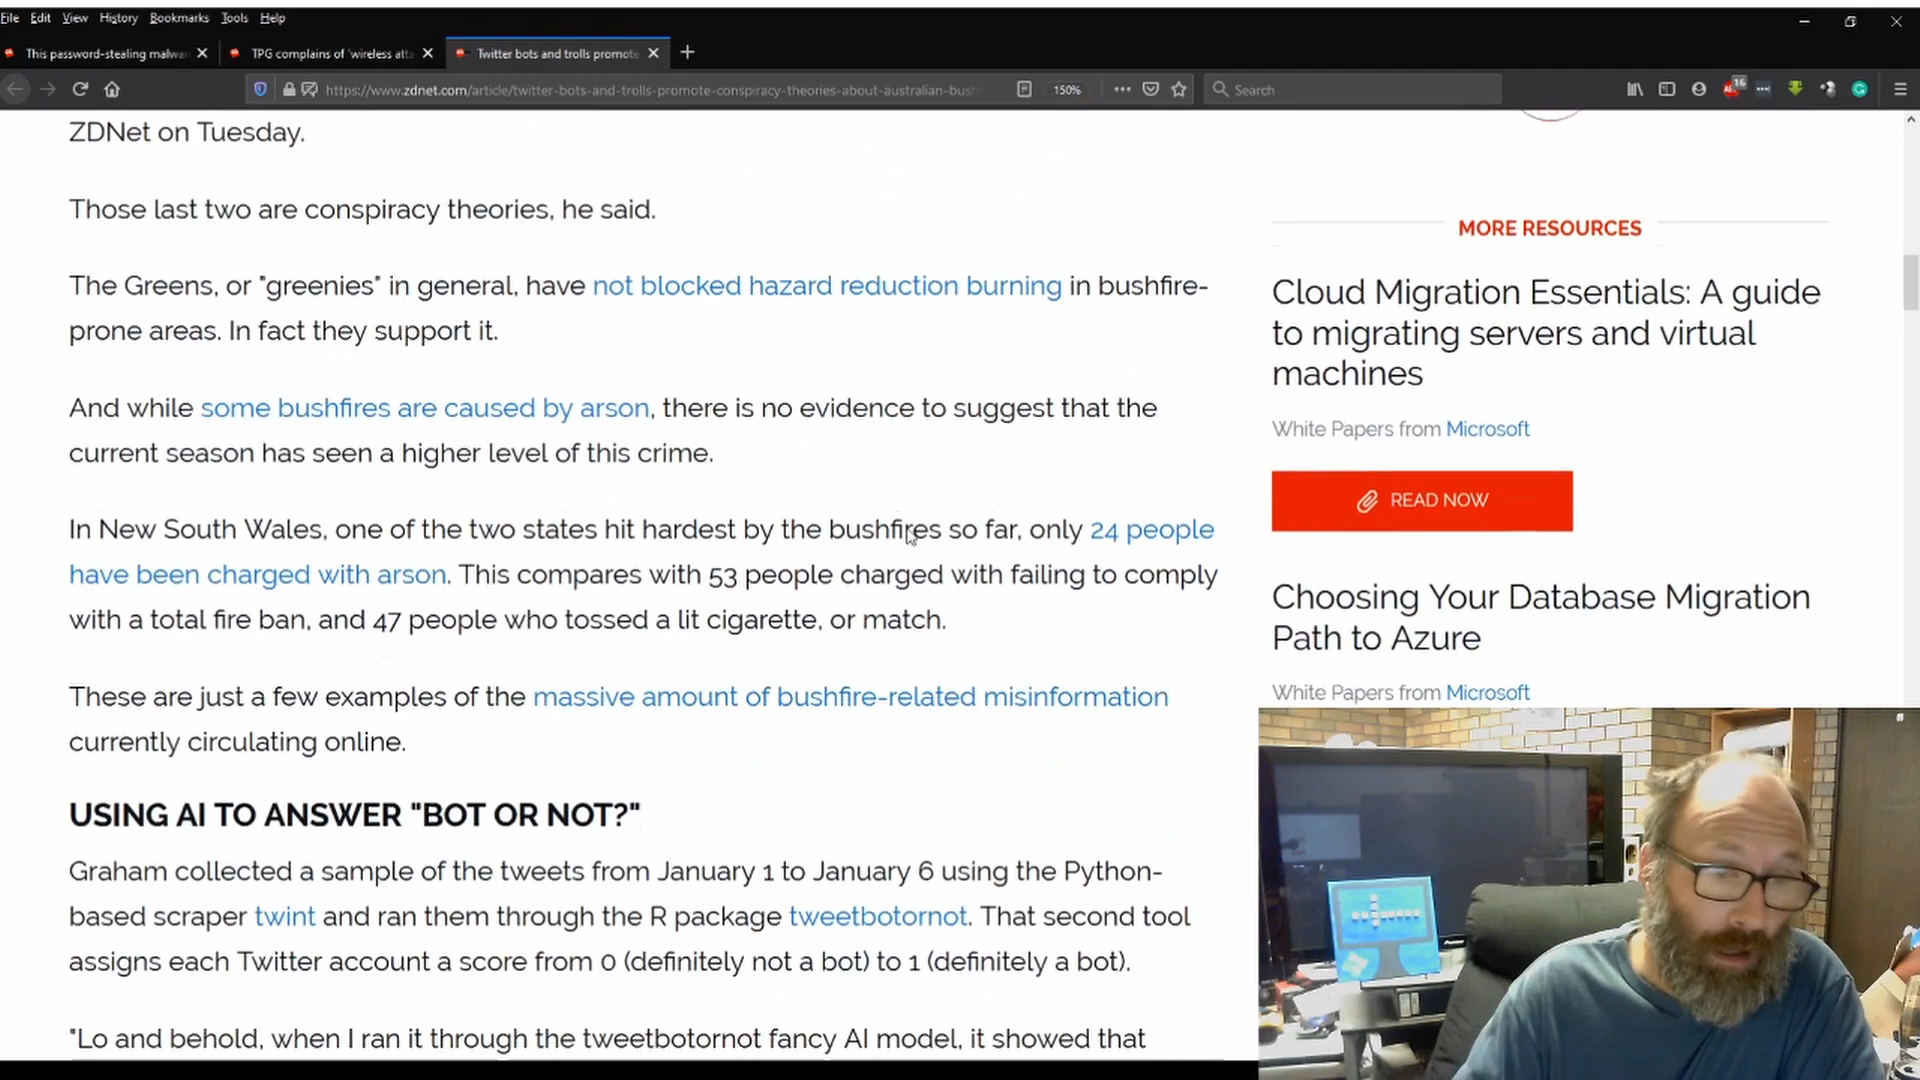 File Edit View History Bookmarks Tools Help
This password-stealing malwar
TPG complains of 'wireless atta
Twitter bots and trolls promote
https://www.zdnet.com/article/twitter-bots-and-trolls-promote-conspiracy-theories-about-australian-bush
150%
Search
16
ZDNet on Tuesday.
Those last two are conspiracy theories, he said.
The Greens, or "greenies" in general, have not blocked hazard reduction burning in bushfire-
prone areas. In fact they support it.
And while some bushfires are caused by arson, there is no evidence to suggest that the
current season has seen a higher level of this crime.
In New South Wales, one of the two states hit hardest by the bushfires so far, only 24 people
have been charged with arson. This compares with 53 people charged with failing to comply
with a total fire ban, and 47 people who tossed a lit cigarette, or match.
These are just a few examples of the massive amount of bushfire-related misinformation
currently circulating online.
USING AI TO ANSWER "BOT OR NOT?"
Graham collected a sample of the tweets from January 1 to January 6 using the Python-
based scraper twint and ran them through the R package tweetbotornot. That second tool
assigns each Twitter account a score from 0 (definitely not a bot) to 1 (definitely a bot).
"Lo and behold, when I ran it through the tweetbotornot fancy AI model, it showed that
MORE RESOURCES
Cloud Migration Essentials: A guide
to migrating servers and virtual
machines
White Papers from Microsoft
READ NOW
Choosing Your Database Migration
Path to Azure
White Papers from Microsoft